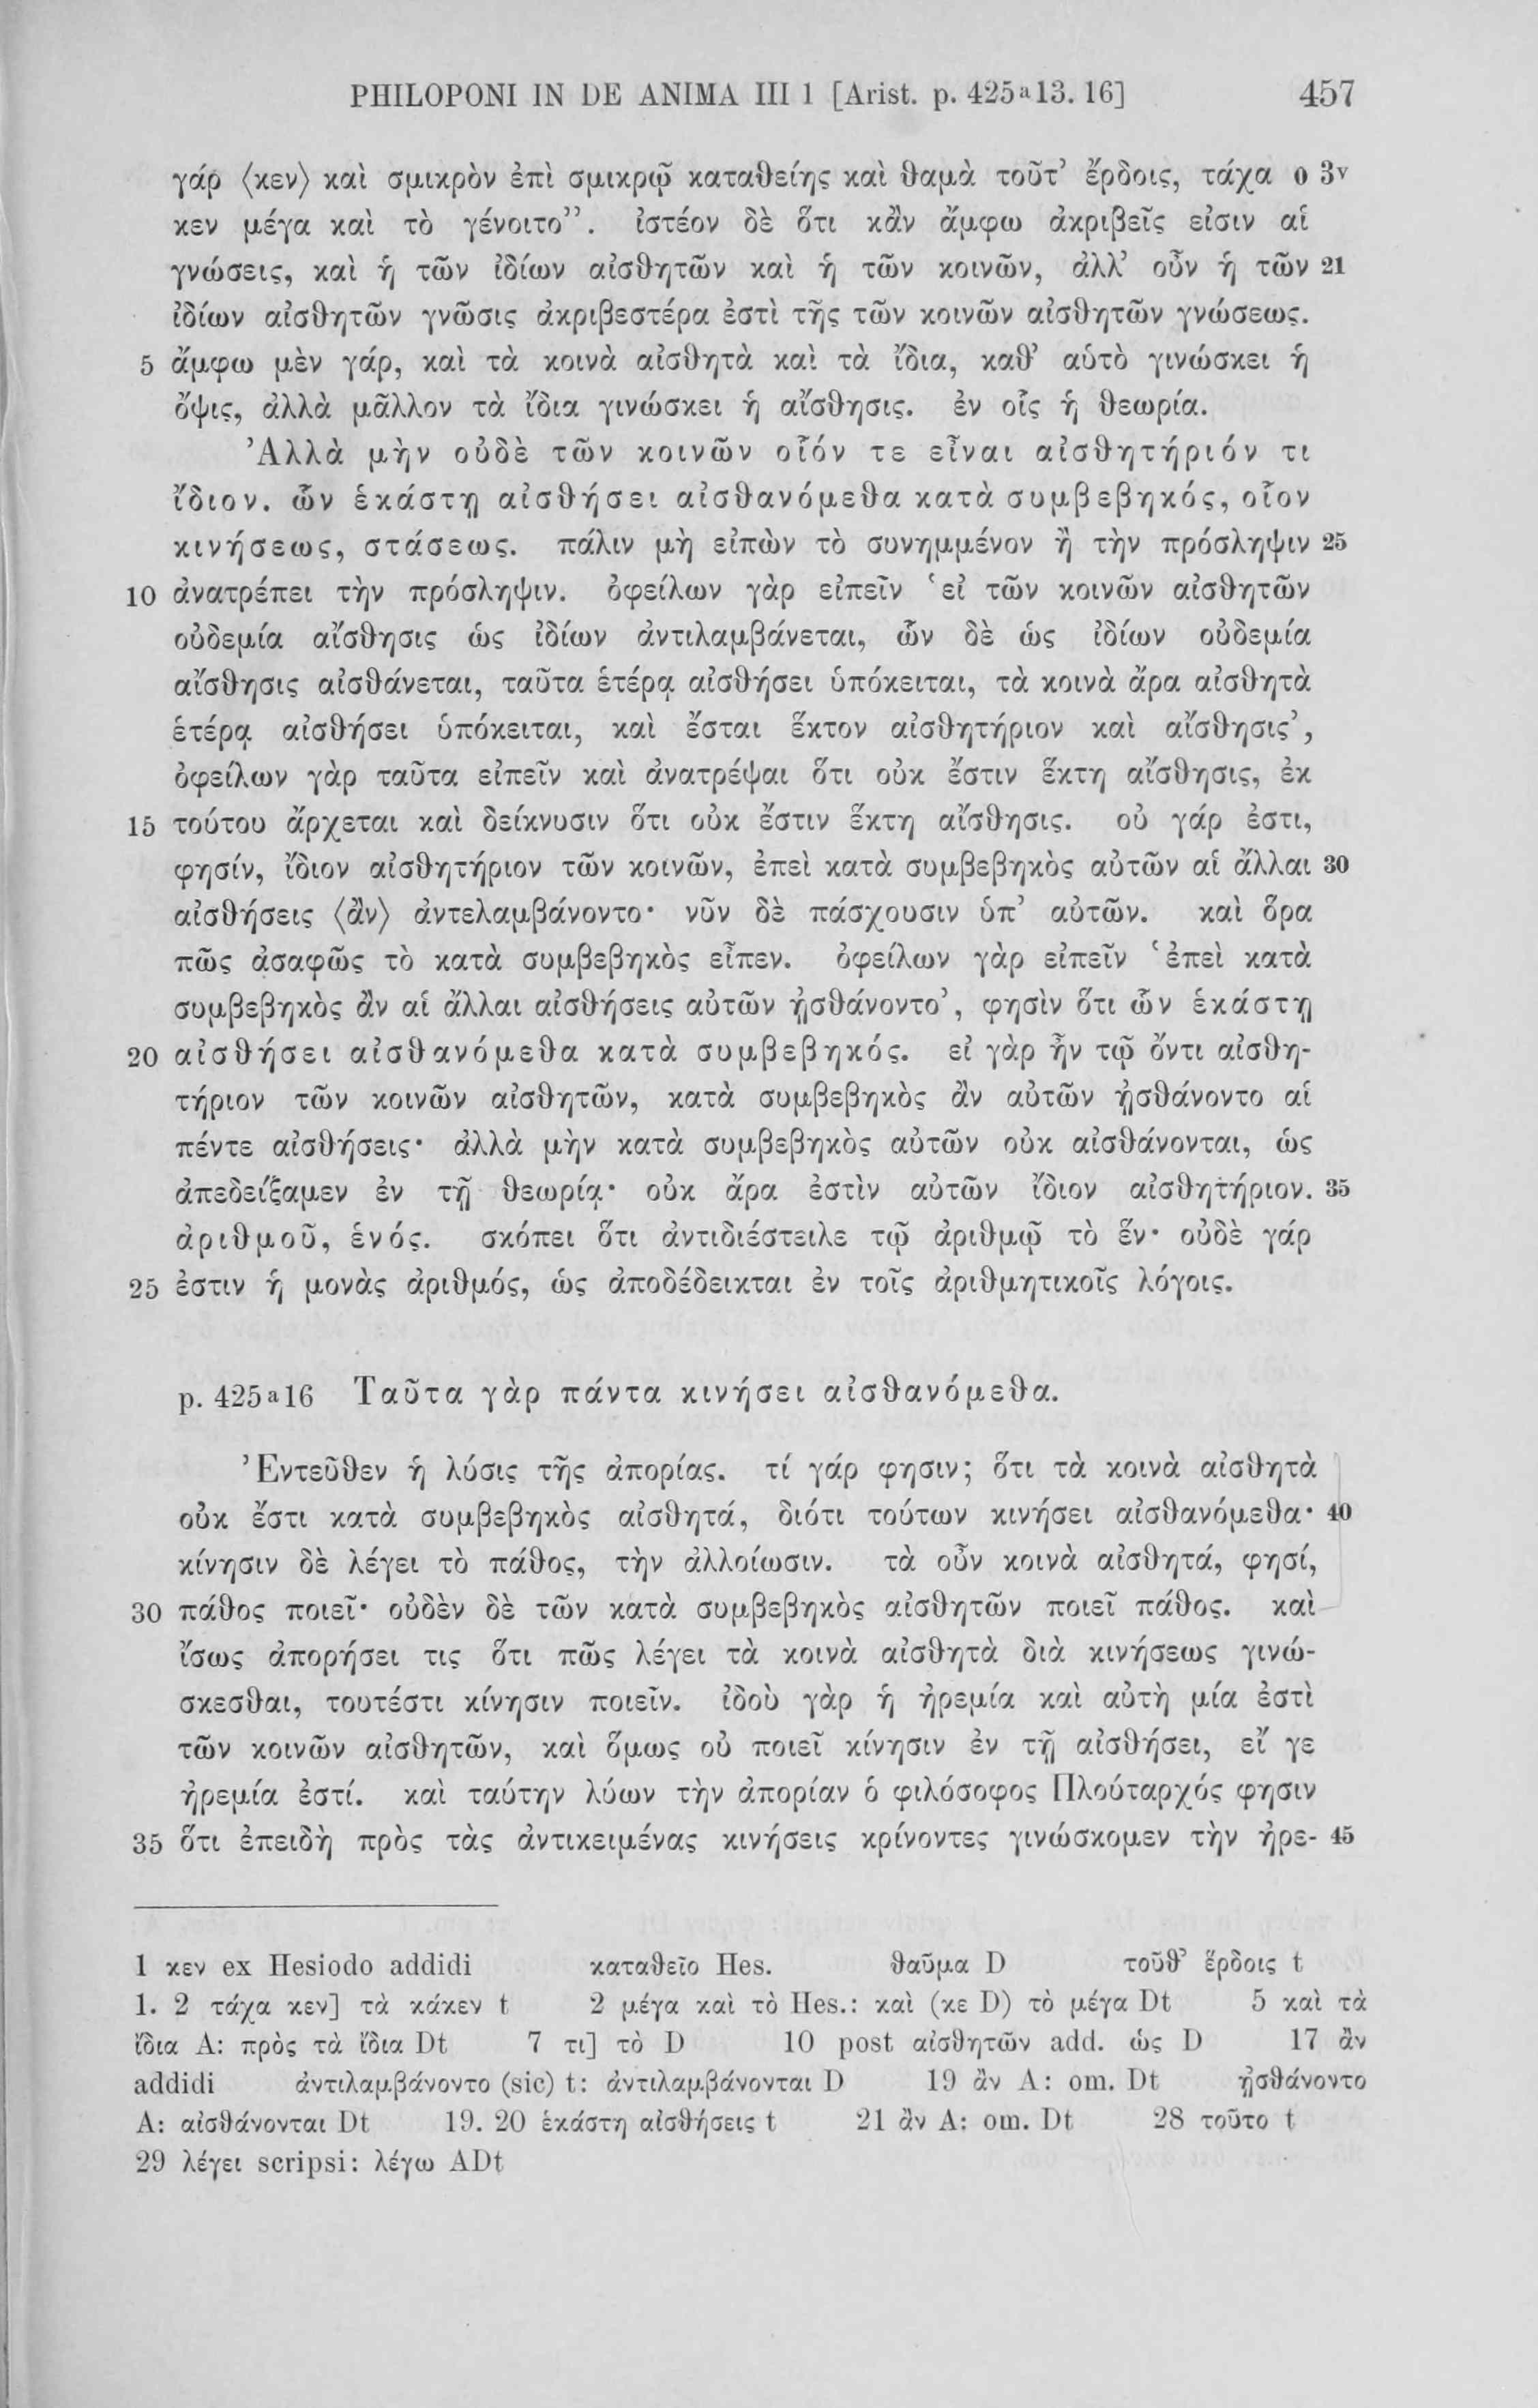 PHILOPONI IN DE ANIMA III 1 [Arist. p. 425ᵃ13. 16] 457
γάρ ⟨κεν⟩ καὶ σμικρὸν ἐπὶ σμικρῷ καταθείης καὶ θαμὰ τοῦτ’ ἔρδοις, τάχα ο 3ᵛ
κεν μέγα καὶ τὸ γένοιτο”. ἰστέον δὲ ὅτι κἂν ἄμφω ἀκριβεῖς εἰσιν αἱ
γνώσεις, καὶ ἡ τῶν ἰδίων αἰσθητῶν καὶ ἡ τῶν κοινῶν, ἀλλ’ οὖν ἡ τῶν 21
ἰδίων αἰσθητῶν γνῶσις ἀκριβεστέρα ἐστὶ τῆς τῶν κοινῶν αἰσθητῶν γνώσεως.
5 ἄμφω μὲν γάρ, καὶ τὰ κοινὰ αἰσθητὰ καὶ τὰ ἴδια, καθ’ αὑτὸ γινώσκει ἡ
ὄψις, ἀλλὰ μᾶλλον τὰ ἴδια γινώσκει ἡ αἴσθησις. ἐν οἷς ἡ θεωρία.
Ἀλλὰ μὴν οὐδὲ τῶν κοινῶν οἷόν τε εἶναι αἰσθητήριόν τι
ἴδιον. ὧν ἑκάστῃ αἰσθήσει αἰσθανόμεθα κατὰ συμβεβηκός, οἷον
κινήσεως, στάσεως. πάλιν μὴ εἰπὼν τὸ συνημμένον ἢ τὴν πρόσληψιν 25
10 ἀνατρέπει τὴν πρόσληψιν. ὀφείλων γὰρ εἰπεῖν ‘εἰ τῶν κοινῶν αἰσθητῶν
οὐδεμία αἴσθησις ὡς ἰδίων ἀντιλαμβάνεται, ὧν δὲ ὡς ἰδίων οὐδεμία
αἴσθησις αἰσθάνεται, ταῦτα ἑτέρᾳ αἰσθήσει ὑπόκειται, τὰ κοινὰ ἄρα αἰσθητὰ
ἑτέρᾳ αἰσθήσει ὑπόκειται, καὶ ἔσται ἕκτον αἰσθητήριον καὶ αἴσθησις’,
ὀφείλων γὰρ ταῦτα εἰπεῖν καὶ ἀνατρέψαι ὅτι οὐκ ἔστιν ἕκτη αἴσθησις, ἐκ
15 τούτου ἄρχεται καὶ δείκνυσιν ὅτι οὐκ ἔστιν ἕκτη αἴσθησις. οὐ γάρ ἐστι,
φησίν, ἴδιον αἰσθητήριον τῶν κοινῶν, ἐπεὶ κατὰ συμβεβηκὸς αὐτῶν αἱ ἄλλαι 30
αἰσθήσεις ⟨ἂν⟩ ἀντελαμβάνοντο· νῦν δὲ πάσχουσιν ὑπ’ αὐτῶν. καὶ ὅρα
πῶς ἀσαφῶς τὸ κατὰ συμβεβηκὸς εἶπεν. ὀφείλων γὰρ εἰπεῖν ‘ἐπεὶ κατὰ
συμβεβηκὸς ἂν αἱ ἄλλαι αἰσθήσεις αὐτῶν ᾐσθάνοντο’, φησὶν ὅτι ὧν ἑκάστῃ
20 αἰσθήσει αἰσθανόμεθα κατὰ συμβεβηκός. εἰ γὰρ ἦν τῷ ὄντι αἰσθη-
τήριον τῶν κοινῶν αἰσθητῶν, κατὰ συμβεβηκὸς ἂν αὐτῶν ᾐσθάνοντο αἱ
πέντε αἰσθήσεις· ἀλλὰ μὴν κατὰ συμβεβηκὸς αὐτῶν οὐκ αἰσθάνονται, ὡς
ἀπεδείξαμεν ἐν τῇ θεωρίᾳ· οὐκ ἄρα ἐστὶν αὐτῶν ἴδιον αἰσθητήριον. 35
ἀριθμοῦ, ἑνός. σκόπει ὅτι ἀντιδιέστειλε τῷ ἀριθμῷ τὸ ἕν· οὐδὲ γάρ
25 ἐστιν ἡ μονὰς ἀριθμός, ὡς ἀποδέδεικται ἐν τοῖς ἀριθμητικοῖς λόγοις.
p. 425ᵃ16 Ταῦτα γὰρ πάντα κινήσει αἰσθανόμεθα.
Ἐντεῦθεν ἡ λύσις τῆς ἀπορίας. τί γάρ φησιν; ὅτι τὰ κοινὰ αἰσθητὰ
οὐκ ἔστι κατὰ συμβεβηκὸς αἰσθητά, διότι τούτων κινήσει αἰσθανόμεθα· 40
κίνησιν δὲ λέγει τὸ πάθος, τὴν ἀλλοίωσιν. τὰ οὖν κοινὰ αἰσθητά, φησί,
30 πάθος ποιεῖ· οὐδὲν δὲ τῶν κατὰ συμβεβηκὸς αἰσθητῶν ποιεῖ πάθος. καὶ
ἴσως ἀπορήσει τις ὅτι πῶς λέγει τὰ κοινὰ αἰσθητὰ διὰ κινήσεως γινώ-
σκεσθαι, τουτέστι κίνησιν ποιεῖν. ἰδοὺ γὰρ ἡ ἠρεμία καὶ αὐτὴ μία ἐστὶ
τῶν κοινῶν αἰσθητῶν, καὶ ὅμως οὐ ποιεῖ κίνησιν ἐν τῇ αἰσθήσει, εἴ γε
ἠρεμία ἐστί. καὶ ταύτην λύων τὴν ἀπορίαν ὁ φιλόσοφος Πλούταρχός φησιν
35 ὅτι ἐπειδὴ πρὸς τὰς ἀντικειμένας κινήσεις κρίνοντες γινώσκομεν τὴν ἠρε- 45
1 κεν ex Hesiodo addidi καταθεῖο Hes. θαῦμα D τοῦθ’ ἕρδοις t
1. 2 τάχα κεν] τὰ κάκεν t 2 μέγα καὶ τὸ Hes.: καὶ (κε D) τὸ μέγα Dt 5 καὶ τὰ
ἴδια A: πρὸς τὰ ἴδια Dt 7 τι] τὸ D 10 post αἰσθητῶν add. ὡς D 17 ἂν
addidi ἀντιλαμβάνοντο (sic) t: ἀντιλαμβάνονται D 19 ἂν A: om. Dt ᾐσθάνοντο
A: αἰσθάνονται Dt 19. 20 ἑκάστη αἰσθήσεις t 21 ἂν A: om. Dt 28 τοῦτο t
29 λέγει scripsi: λέγω ADt